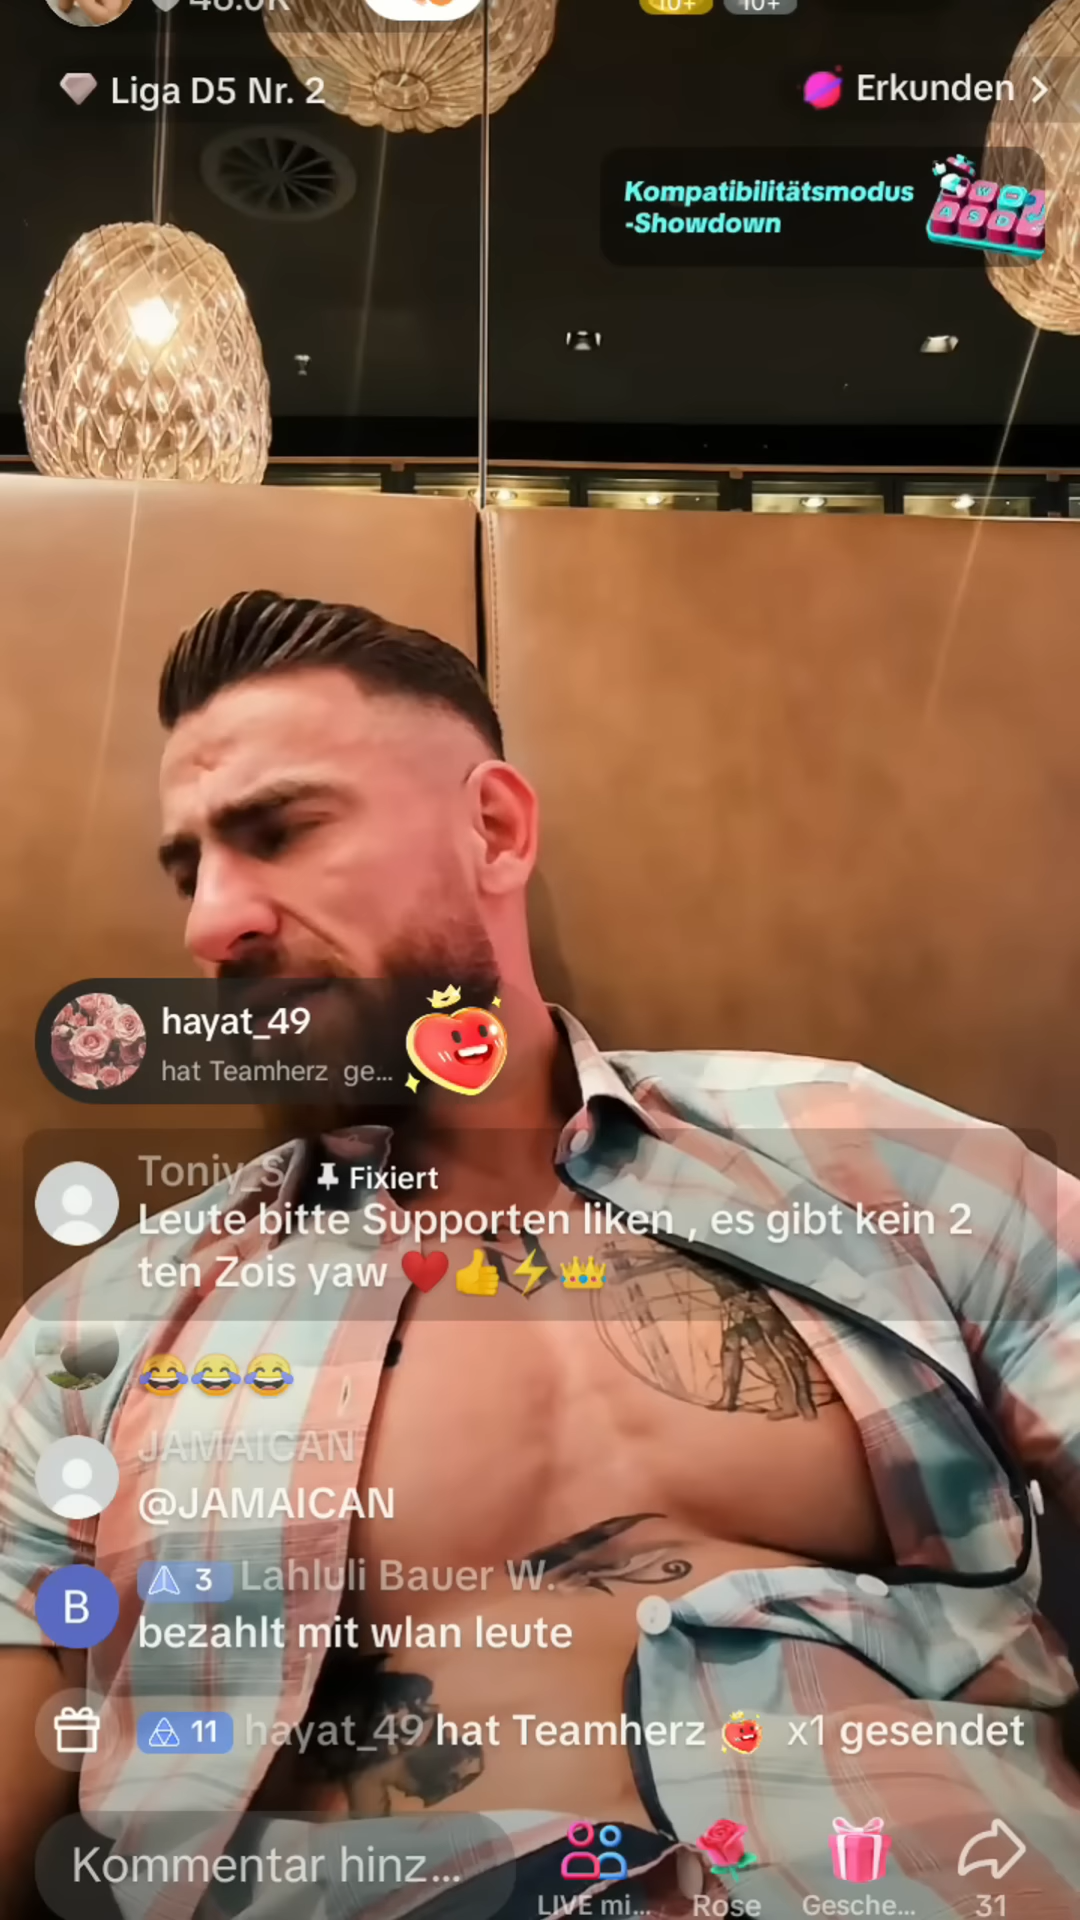 Liga D5 Nr. 2
Erkunden
Kompatibilitätsmodus
-Showdown
W
A S D
hayat_49
hat Teamherz ge...
Toniy_S Fixiert
Leute bitte Supporten liken , es gibt kein 2
ten Zois yaw ❤️👍⚡👑
😂😂😂
JAMAICAN
@JAMAICAN
B
3 Lahluli Bauer W.
bezahlt mit wlan leute
11 hayat_49 hat Teamherz x1 gesendet
Kommentar hinz...
LIVE mi... Rose Gesche... 31